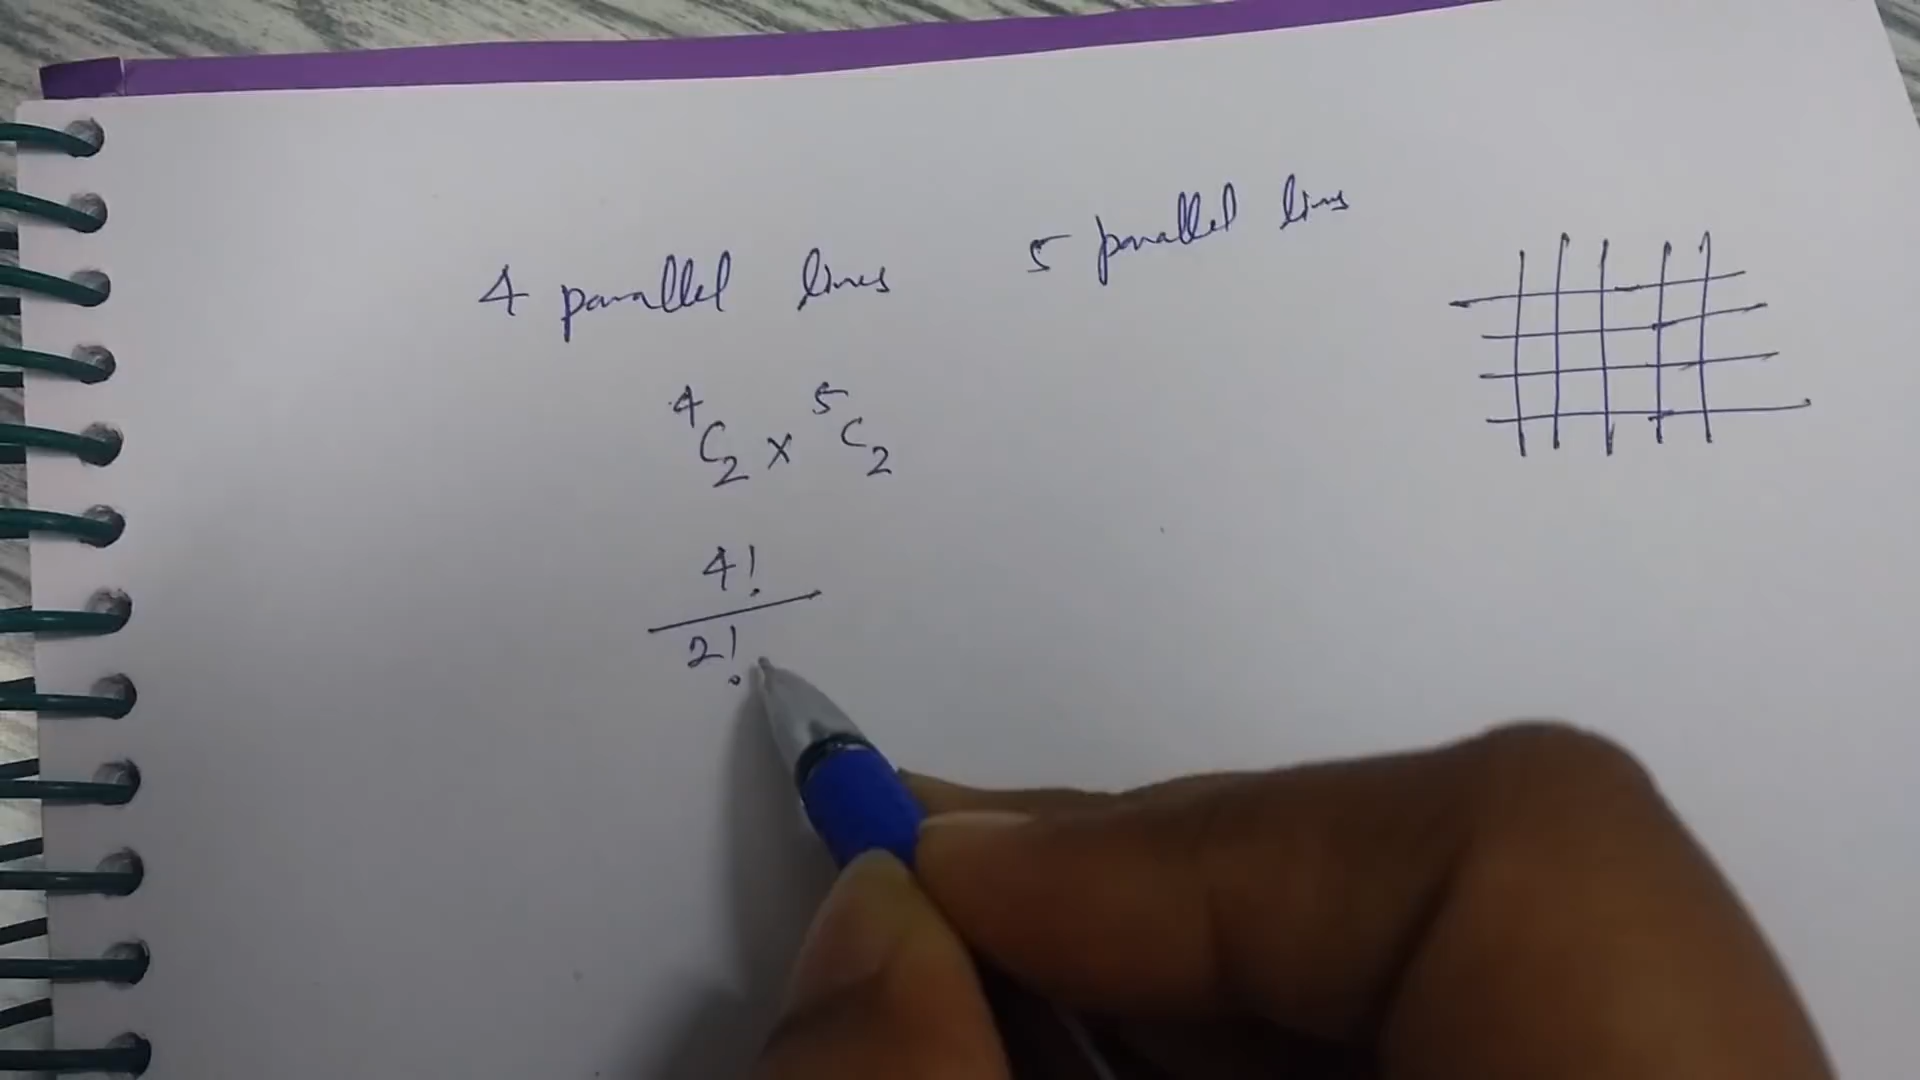 4 parallel lines 5 parallel lines
⁴C₂ × ⁵C₂
4!
2!